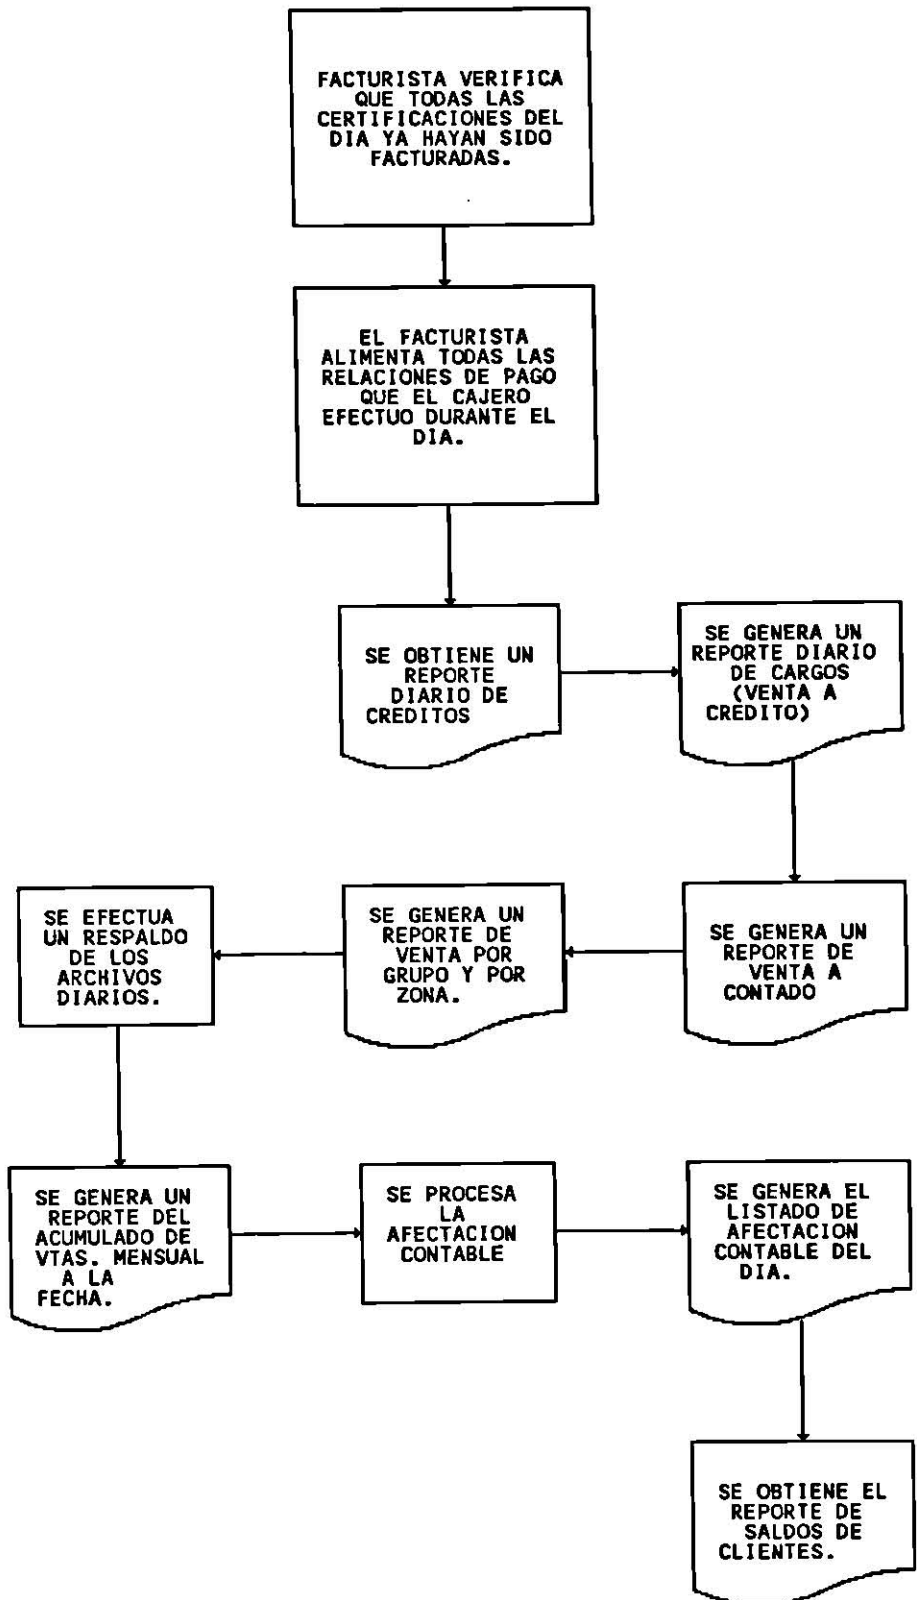 FACTURISTA VERIFICA
QUE TODAS LAS
CERTIFICACIONES DEL
DIA YA HAYAN SIDO
FACTURADAS.
EL FACTURISTA
ALIMENTA TODAS LAS
RELACIONES DE PAGO
QUE EL CAJERO
EFECTUO DURANTE EL
DIA.
SE OBTIENE UN
REPORTE
DIARIO DE
CREDITOS
SE GENERA UN
REPORTE DIARIO
DE CARGOS
(VENTA A
CREDITO)
SE GENERA UN
REPORTE DE
VENTA A
CONTADO
SE GENERA UN
REPORTE DE
VENTA POR
GRUPO Y POR
ZONA.
SE EFECTUA
UN RESPALDO
DE LOS
ARCHIVOS
DIARIOS.
SE GENERA UN
REPORTE DEL
ACUMULADO DE
VTAS. MENSUAL
A LA
FECHA.
SE PROCESA
LA
AFECTACION
CONTABLE
SE GENERA EL
LISTADO DE
AFECTACION
CONTABLE DEL
DIA.
SE OBTIENE EL
REPORTE DE
SALDOS DE
CLIENTES.